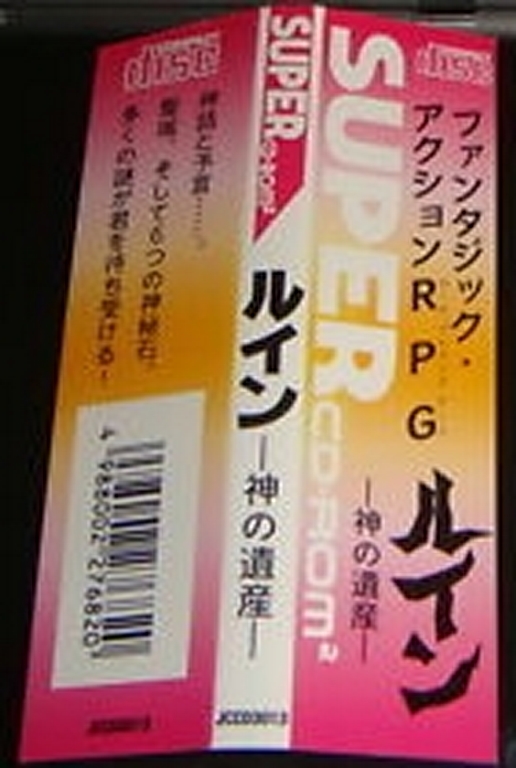 disc
SUPER CD-ROM²
ファンタジック・
アクションRPG
ルイン
—神の遺産—
SUPER
CD-ROM²
ルイン
—神の遺産—
JCCD3013
disc
神話と予言……。
聖塔、そして6つの神秘石。
多くの謎が君を待ち受ける!
4 988002 276820